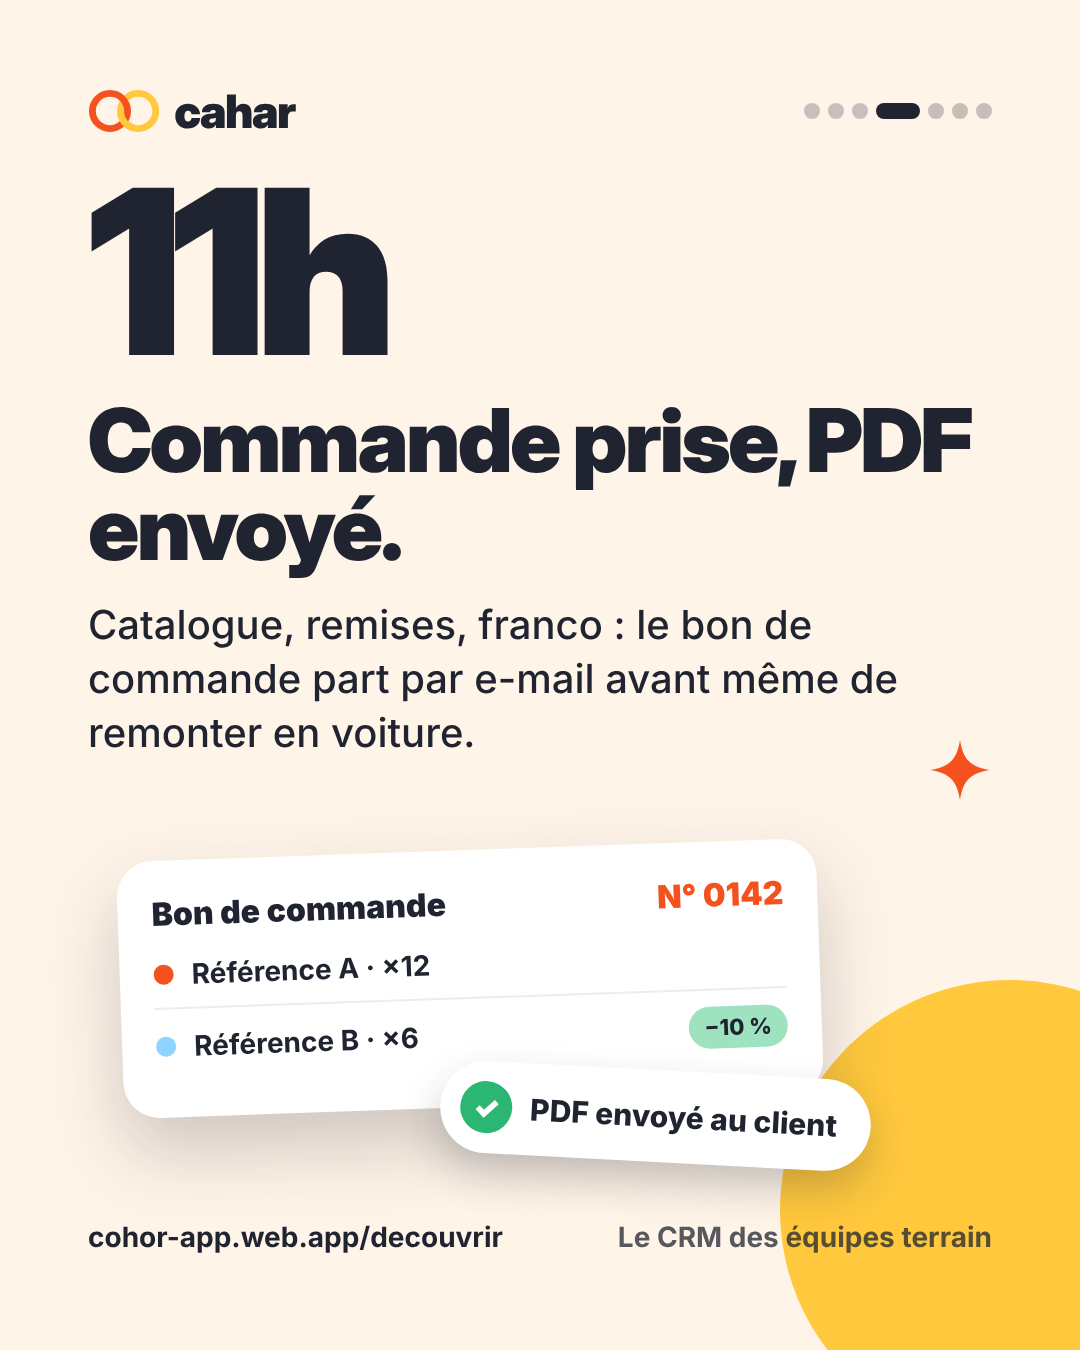 cahar
11h
Commande prise, PDF
envoyé.
Catalogue, remises, franco : le bon de
commande part par e-mail avant même de
remonter en voiture.
Bon de commande
N° 0142
Référence A · ×12
Référence B · ×6
−10 %
PDF envoyé au client
cohor-app.web.app/decouvrir
Le CRM des équipes terrain